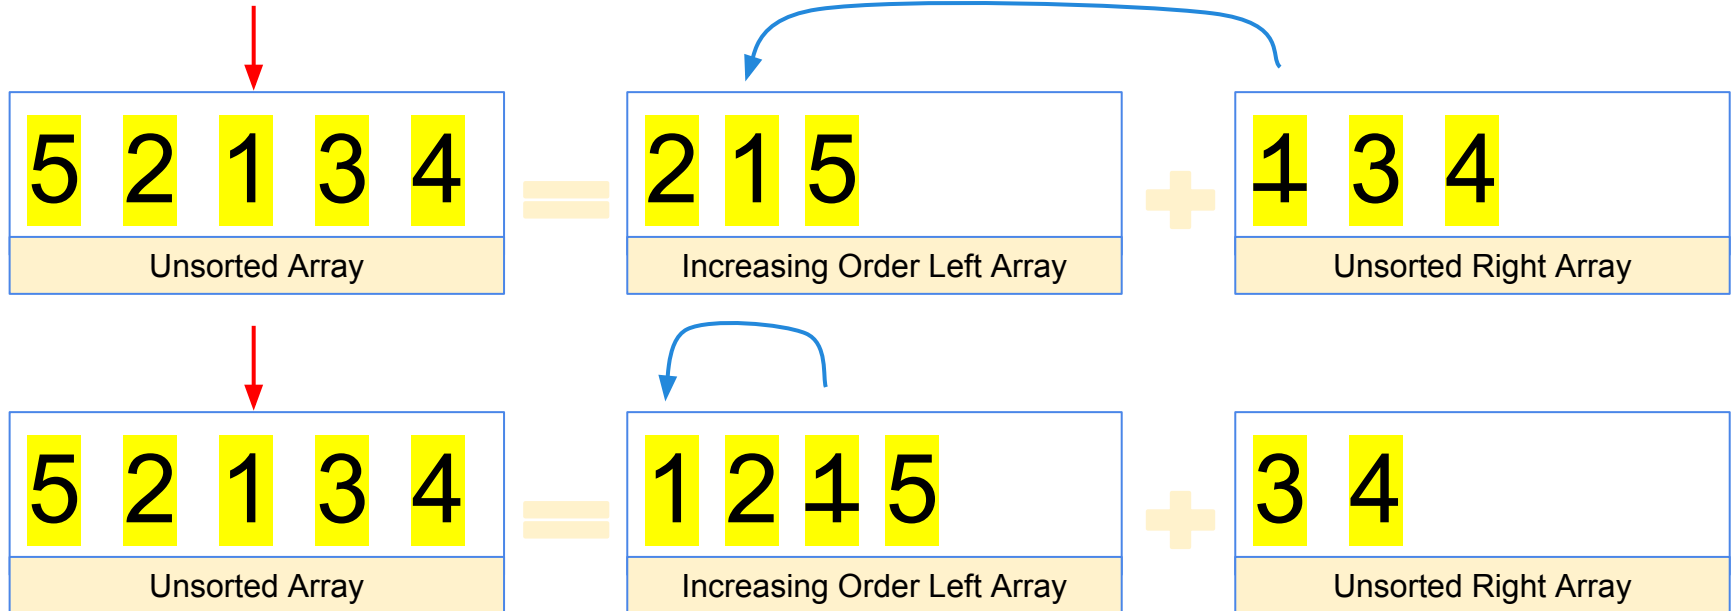 5 2 1 3 4 = 2 1 5 + 1 3 4
Unsorted Array Increasing Order Left Array Unsorted Right Array
5 2 1 3 4 = 1 2 1 5 + 3 4
Unsorted Array Increasing Order Left Array Unsorted Right Array